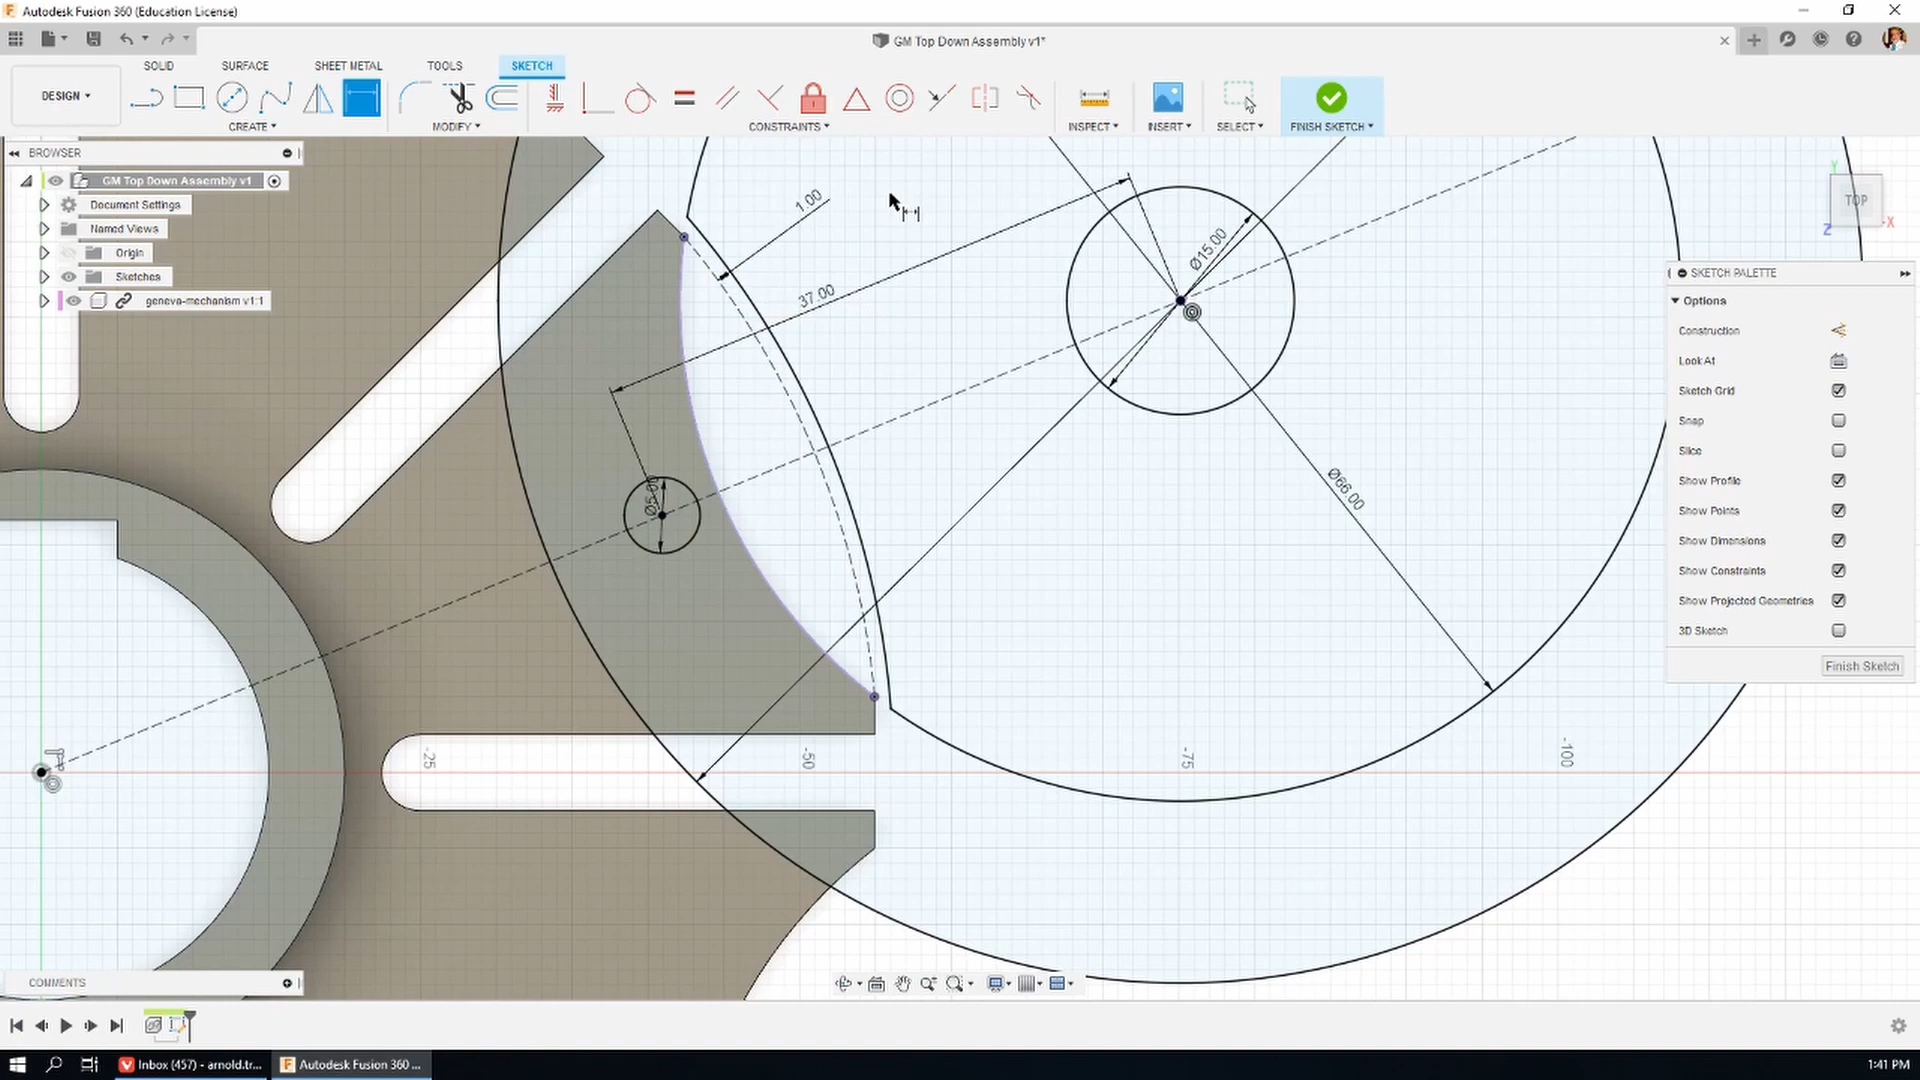 Autodesk Fusion 360 (Education License)
GM Top Down Assembly v1*
SOLID SURFACE SHEET METAL TOOLS SKETCH
DESIGN
CREATE MODIFY CONSTRAINTS INSPECT INSERT SELECT FINISH SKETCH
BROWSER
GM Top Down Assembly v1
Document Settings
Named Views
Origin
Sketches
geneva-mechanism v1:1
1.00
37.00
Ø15.00
Ø5.00
Ø66.00
-25
-50
-75
-100
Y
TOP
X
Z
SKETCH PALETTE
Options
Construction
Look At
Sketch Grid
Snap
Slice
Show Profile
Show Points
Show Dimensions
Show Constraints
Show Projected Geometries
3D Sketch
Finish Sketch
COMMENTS
Inbox (457) - arnold.tr...
Autodesk Fusion 360 ...
1:41 PM